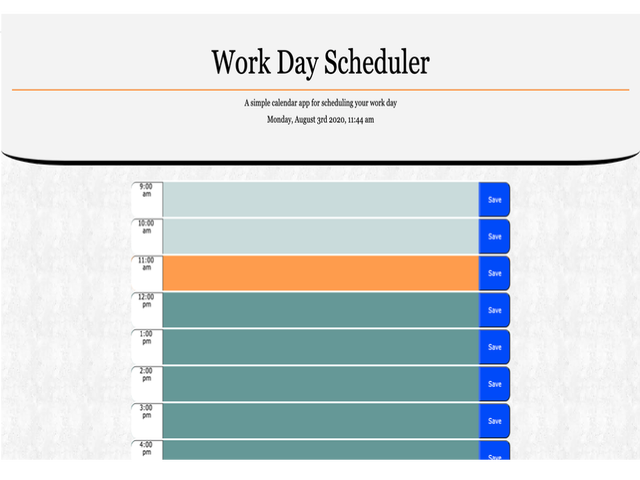 Work Day Scheduler
A simple calendar app for scheduling your work day
Monday, August 3rd 2020, 11:44 am
9:00
am
Save
10:00
am
Save
11:00
am
Save
12:00
pm
Save
1:00
pm
Save
2:00
pm
Save
3:00
pm
Save
4:00
pm
Save